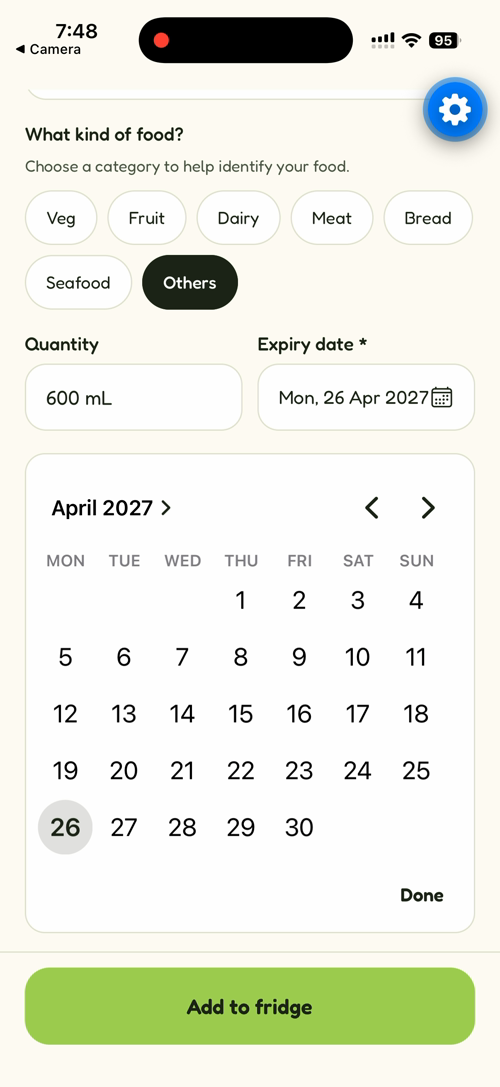 7:48
95
◀ Camera
What kind of food?
Choose a category to help identify your food.
Veg Fruit Dairy Meat Bread
Seafood Others
Quantity Expiry date *
600 mL Mon, 26 Apr 2027
April 2027 >
MON TUE WED THU FRI SAT SUN
1 2 3 4
5 6 7 8 9 10 11
12 13 14 15 16 17 18
19 20 21 22 23 24 25
26 27 28 29 30
Done
Add to fridge